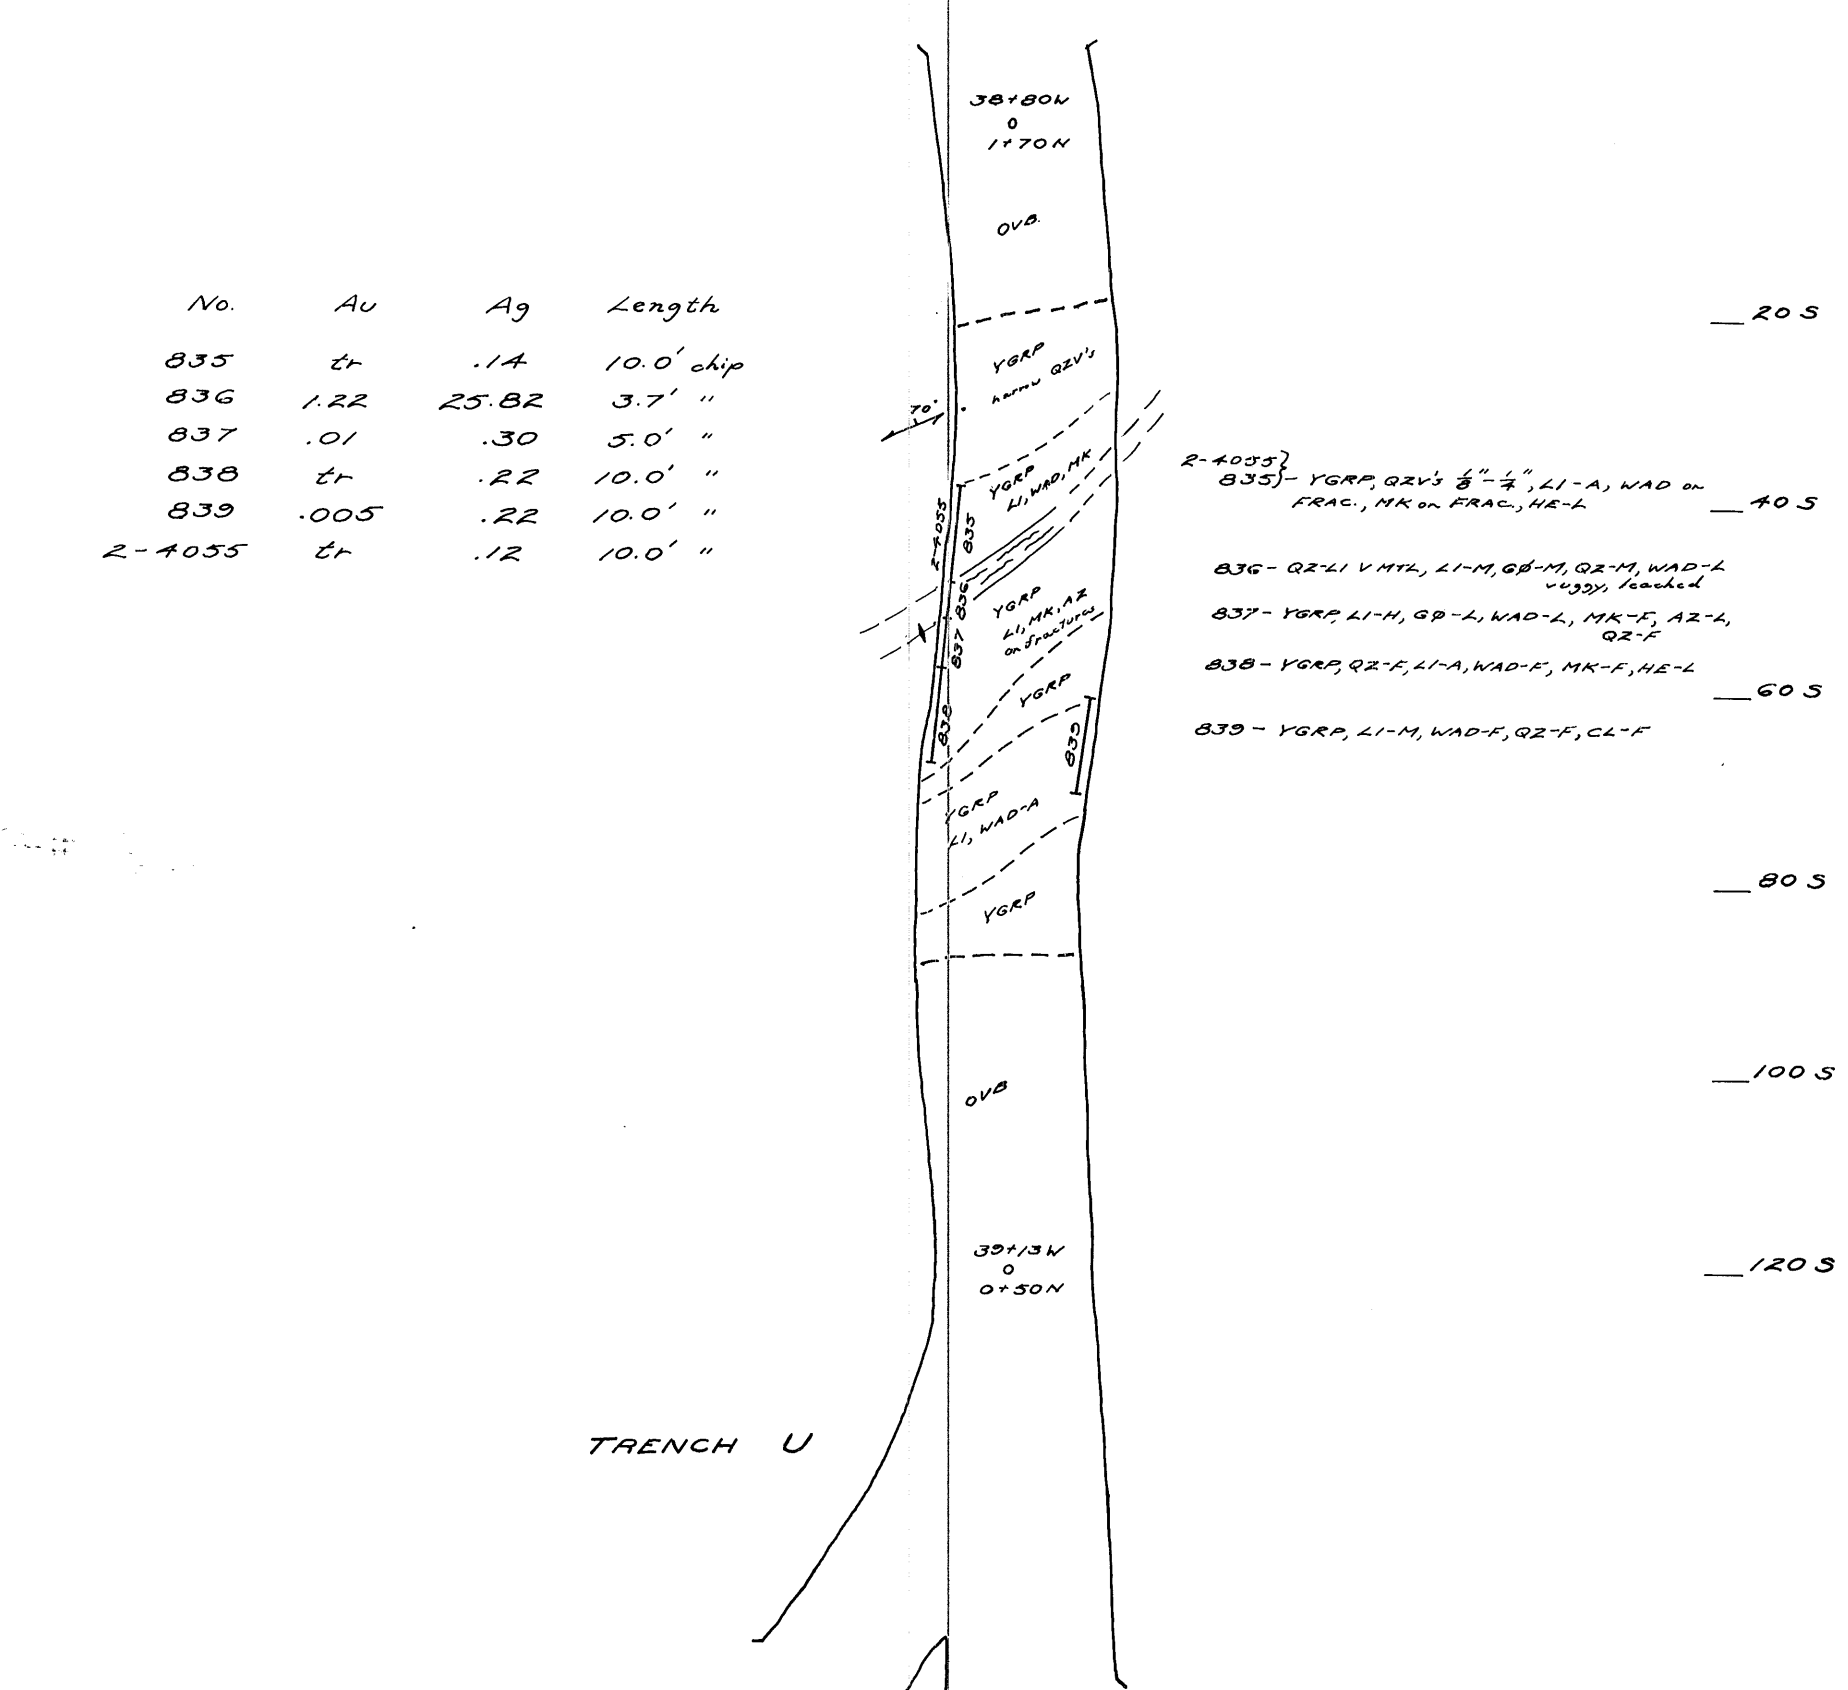 38+80W
O
1+70N
OVB.
No. Au Ag Length
835 tr .14 10.0' chip
836 1.22 25.82 3.7' "
837 .01 .30 5.0' "
838 tr .22 10.0' "
839 .005 .22 10.0' "
2-4055 tr .12 10.0' "
20 S
YGRP
narrow QZV's
70°
YGRP
LI, WAD, MK
2-4055
835
2-4055}
835}- YGRP, QZV's 1/8"-1/4", LI-A, WAD on
FRAC., MK on FRAC., HE-L
40 S
836
836- QZ-LI V MTL, LI-M, GØ-M, QZ-M, WAD-L
vuggy, leached
YGRP
LI, MK, AZ
on fractures
837
837- YGRP, LI-H, GØ-L, WAD-L, MK-F, AZ-L,
QZ-F
838- YGRP, QZ-F, LI-A, WAD-F, MK-F, HE-L
YGRP
60 S
838
839
839- YGRP, LI-M, WAD-F, QZ-F, CL-F
YGRP
LI, WAD-A
80 S
YGRP
100 S
OVB
39+13W
O
0+50N
120 S
TRENCH U